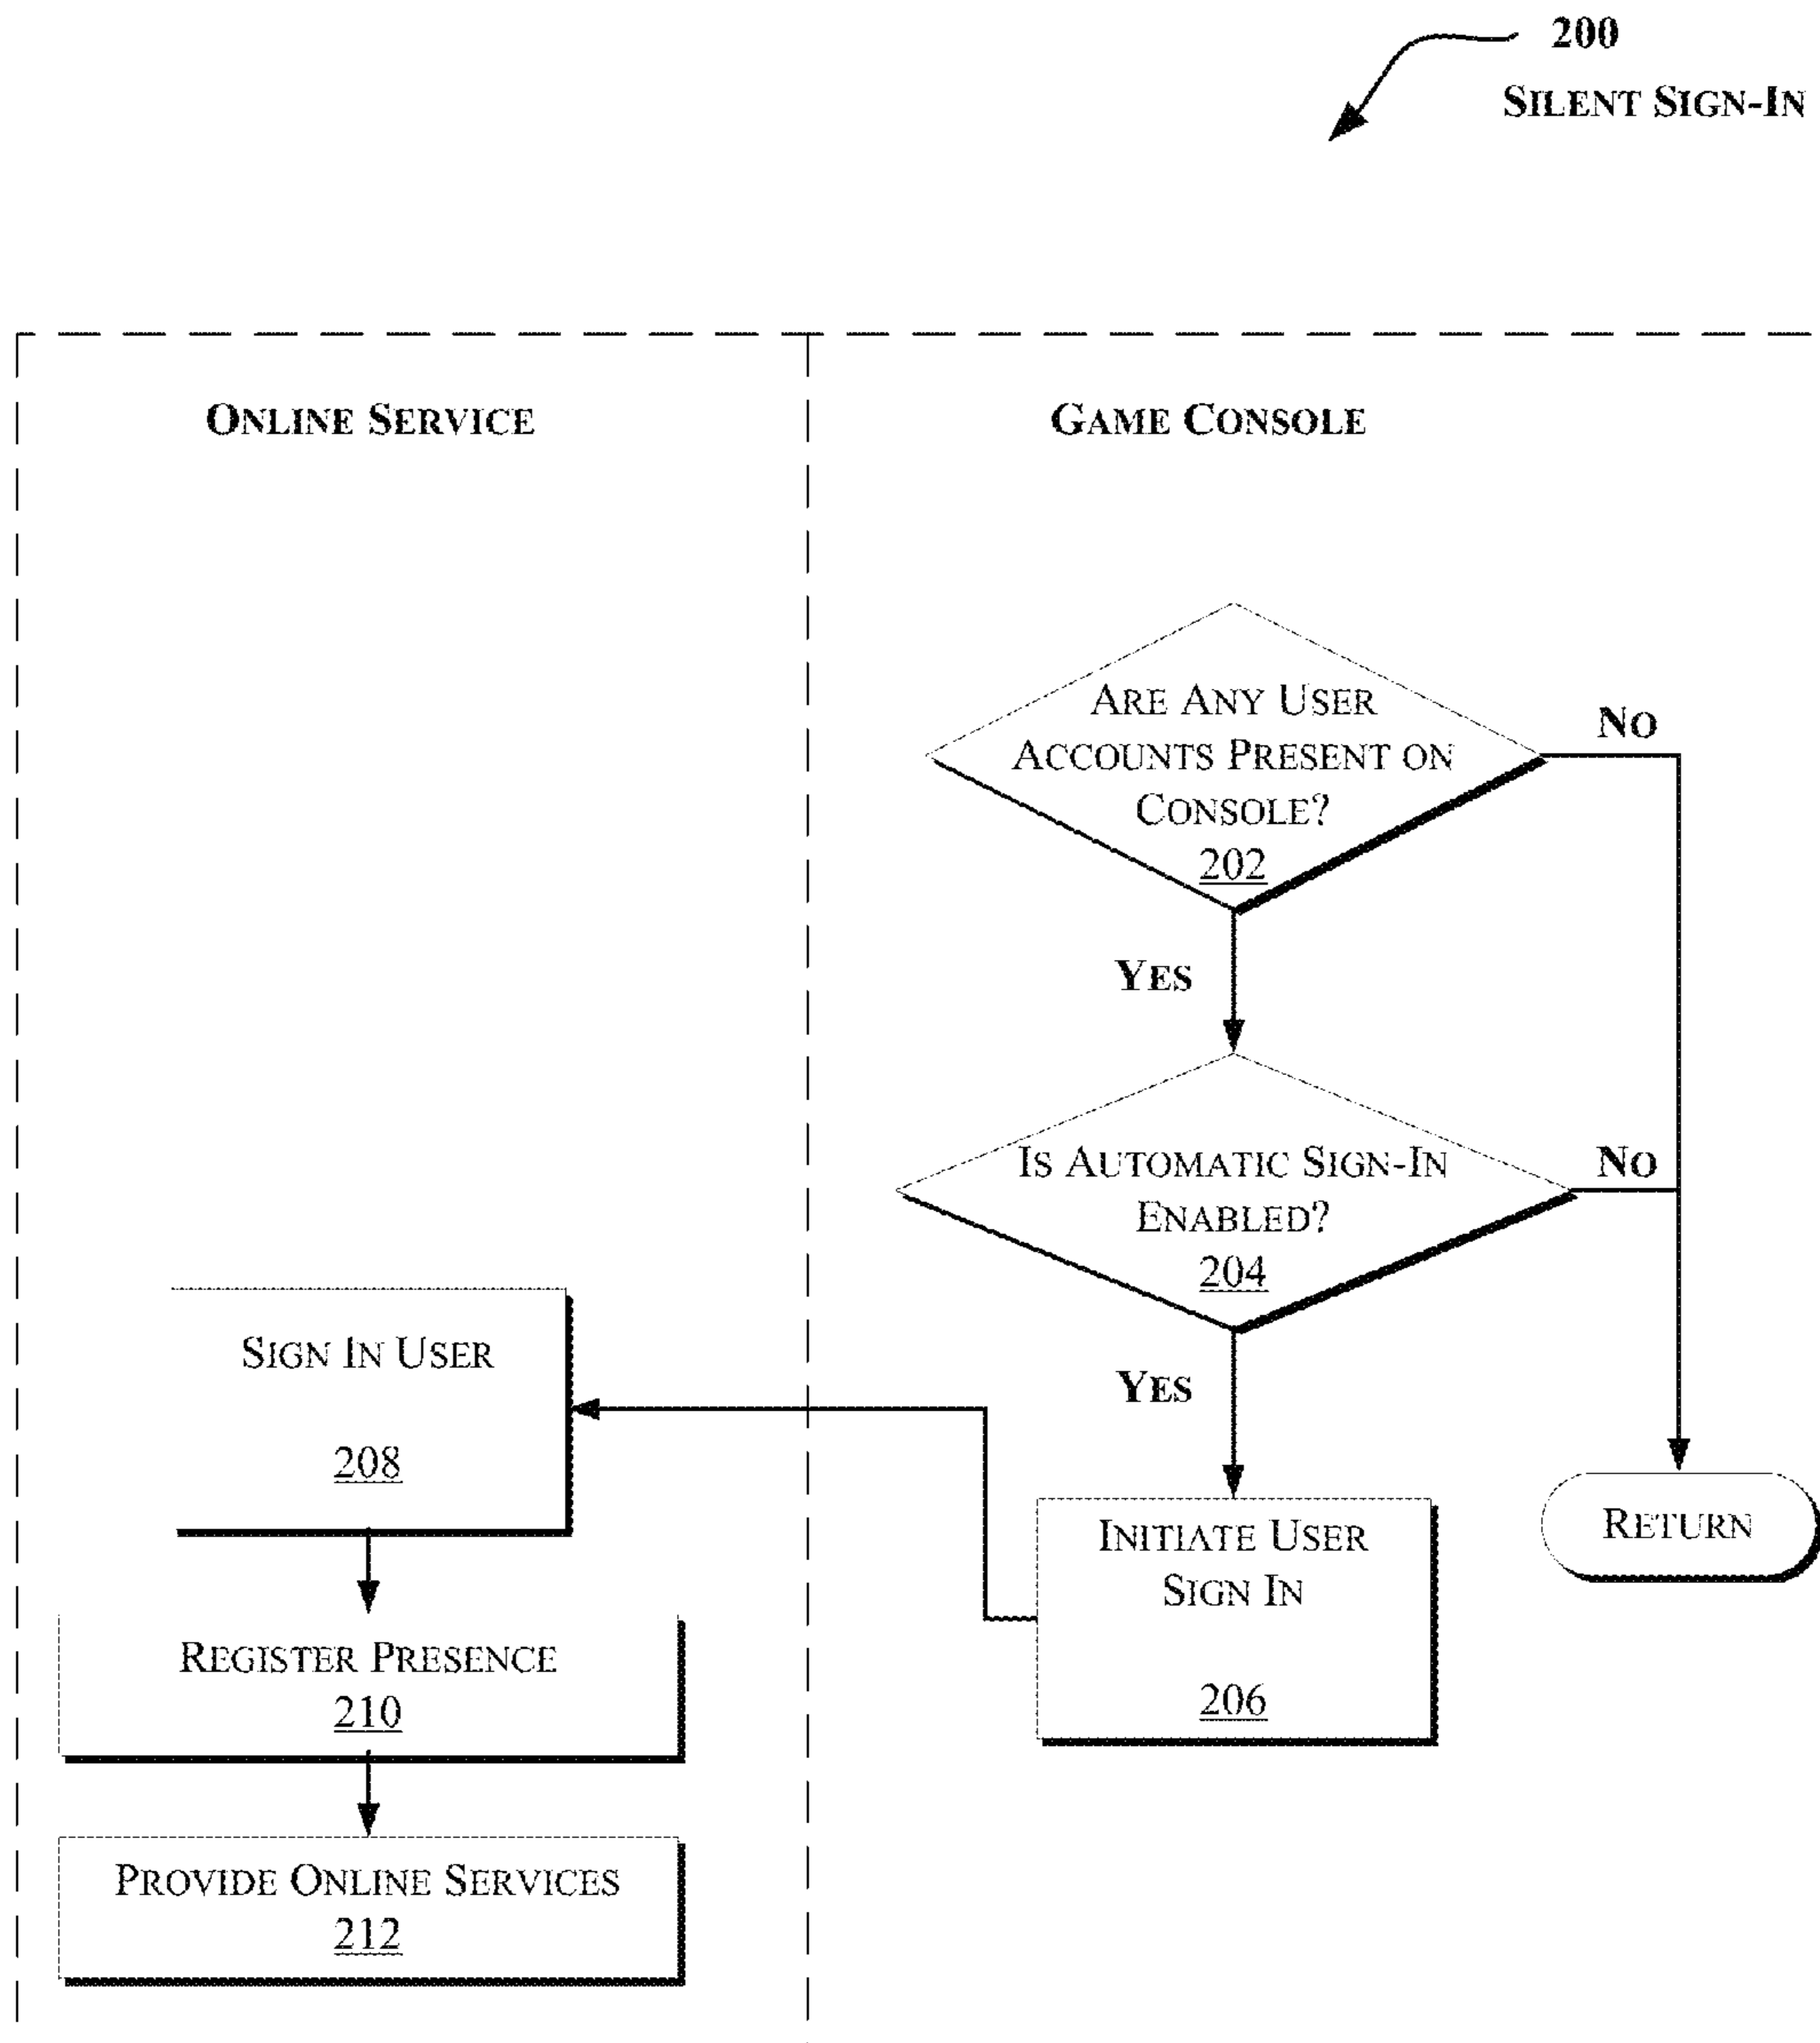 200
SILENT SIGN-IN
ONLINE SERVICE
GAME CONSOLE
ARE ANY USER
ACCOUNTS PRESENT ON
CONSOLE?
202
NO
YES
IS AUTOMATIC SIGN-IN
ENABLED?
204
NO
YES
SIGN IN USER
208
INITIATE USER
SIGN IN
206
RETURN
REGISTER PRESENCE
210
PROVIDE ONLINE SERVICES
212